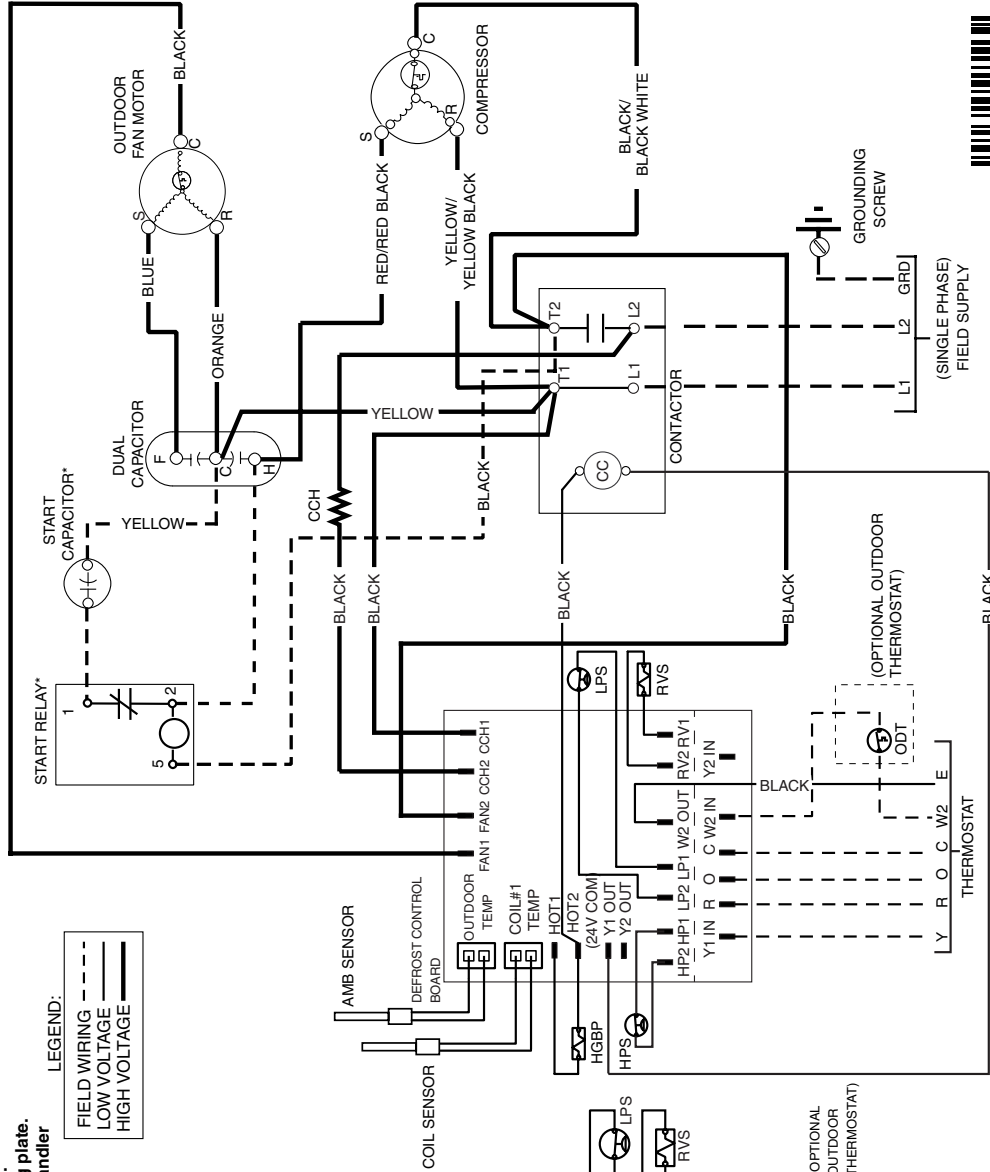 g plate.
andler
LEGEND:
FIELD WIRING
LOW VOLTAGE
HIGH VOLTAGE
OUTDOOR
FAN MOTOR
BLACK
S
C
R
BLUE
ORANGE
COMPRESSOR
C
S
R
RED/RED BLACK
YELLOW/
YELLOW BLACK
BLACK/
BLACK WHITE
DUAL
CAPACITOR
F
C
H
START
CAPACITOR*
YELLOW
YELLOW
START RELAY*
1
2
5
CCH
BLACK
BLACK
BLACK
BLACK
BLACK
T2
T1
L2
L1
CC
CONTACTOR
GROUNDING
SCREW
L1
L2
GRD
(SINGLE PHASE)
FIELD SUPPLY
AMB SENSOR
COIL SENSOR
DEFROST CONTROL
BOARD
FAN1
FAN2
CCH2
CCH1
OUTDOOR
TEMP
COIL#1
TEMP
HOT1
HOT2
(24V COM)
Y1 OUT
Y2 OUT
HP2
HP1
LP2
LP1
W2 OUT
RV2
RV1
Y1 IN
R
O
C
W2 IN
Y2 IN
LPS
RVS
HGBP
HPS
BLACK
BLACK
(OPTIONAL OUTDOOR
THERMOSTAT)
ODT
Y
R
O
C
W2
E
THERMOSTAT
LPS
RVS
OPTIONAL
OUTDOOR
THERMOSTAT)